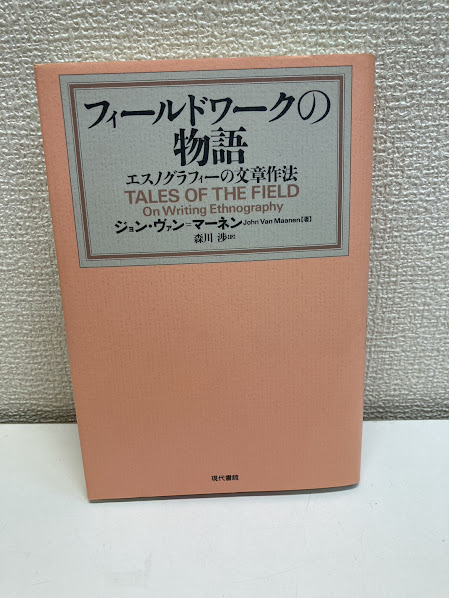 フィールドワークの
物語
エスノグラフィーの文章作法
TALES OF THE FIELD
On Writing Ethnography
ジョン・ヴァン=マーネン John Van Maanen【著】
森川 渉【訳】
現代書館